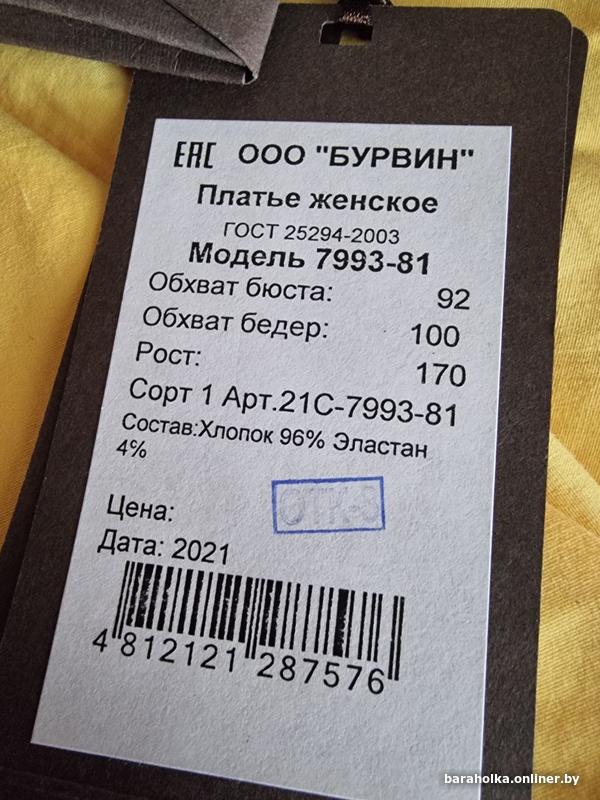 EAC ООО "БУРВИН"
Платье женское
ГОСТ 25294-2003
Модель 7993-81
Обхват бюста: 92
Обхват бедер: 100
Рост: 170
Сорт 1 Арт.21С-7993-81
Состав:Хлопок 96% Эластан
4%
Цена:
Дата: 2021
4 812121 287576
baraholka.onliner.by